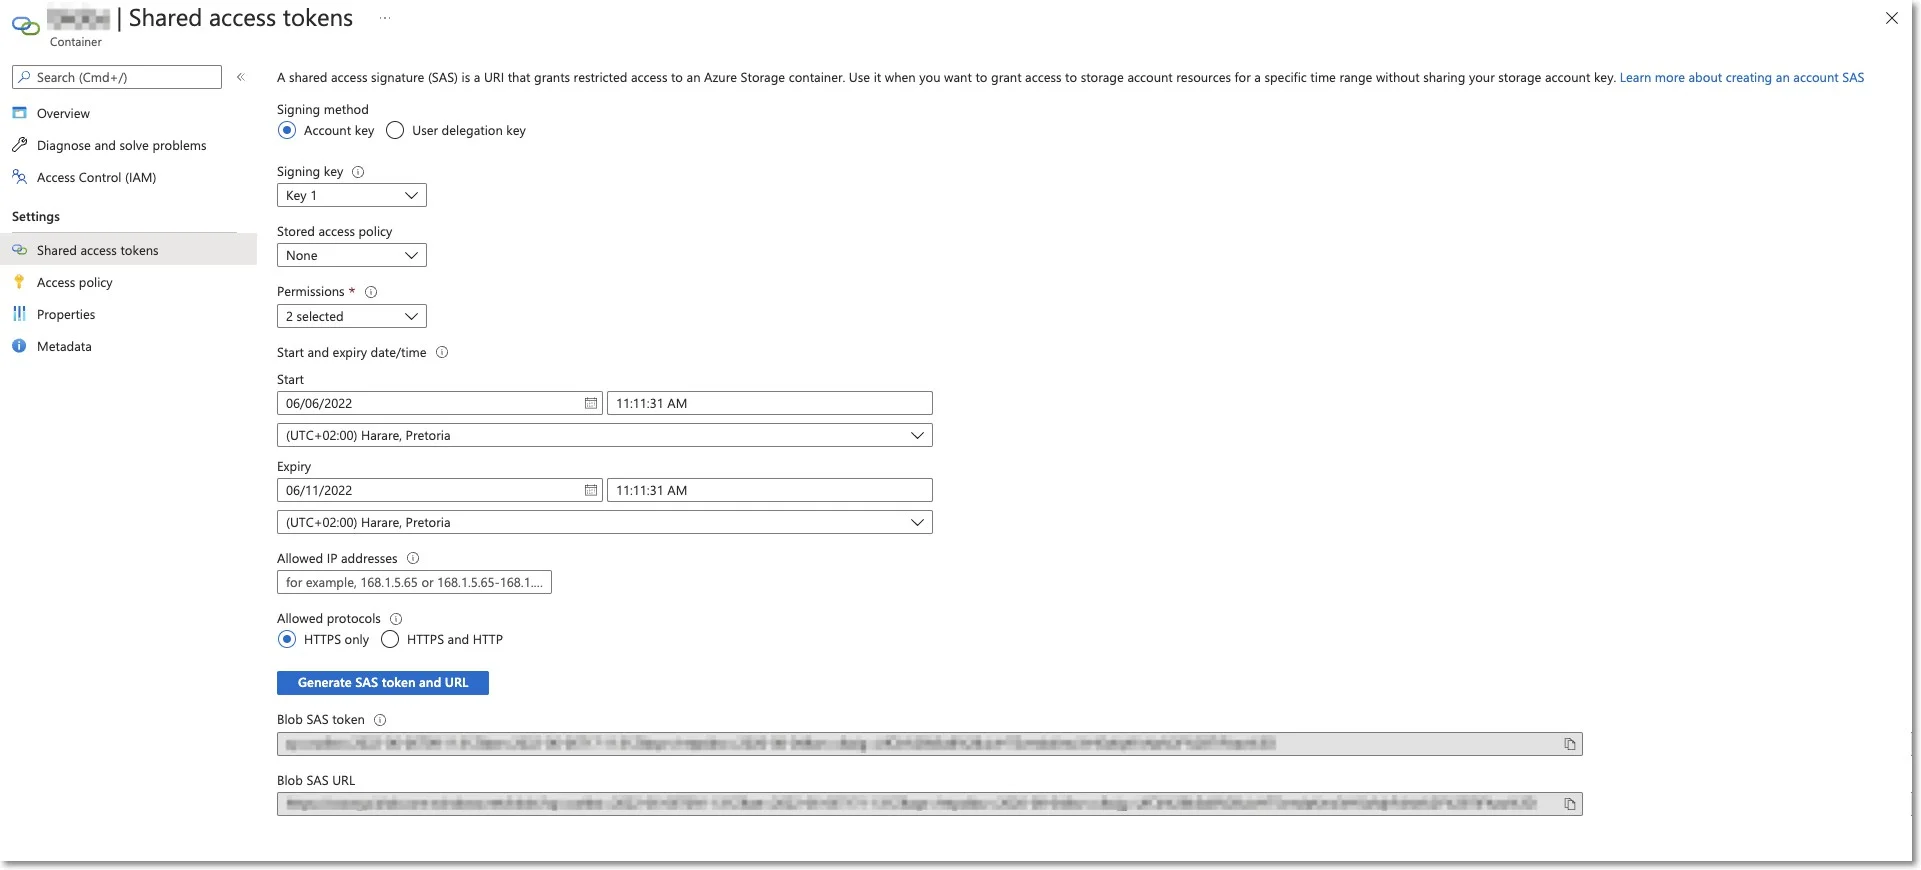 | Shared access tokens ...
Container
Search (Cmd+/)
«
Overview
Diagnose and solve problems
Access Control (IAM)
Settings
Shared access tokens
Access policy
Properties
Metadata
A shared access signature (SAS) is a URI that grants restricted access to an Azure Storage container. Use it when you want to grant access to storage account resources for a specific time range without sharing your storage account key. Learn more about creating an account SAS
Signing method
Account key User delegation key
Signing key
Key 1
Stored access policy
None
Permissions *
2 selected
Start and expiry date/time
Start
06/06/2022 11:11:31 AM
(UTC+02:00) Harare, Pretoria
Expiry
06/11/2022 11:11:31 AM
(UTC+02:00) Harare, Pretoria
Allowed IP addresses
for example, 168.1.5.65 or 168.1.5.65-168.1....
Allowed protocols
HTTPS only HTTPS and HTTP
Generate SAS token and URL
Blob SAS token
Blob SAS URL